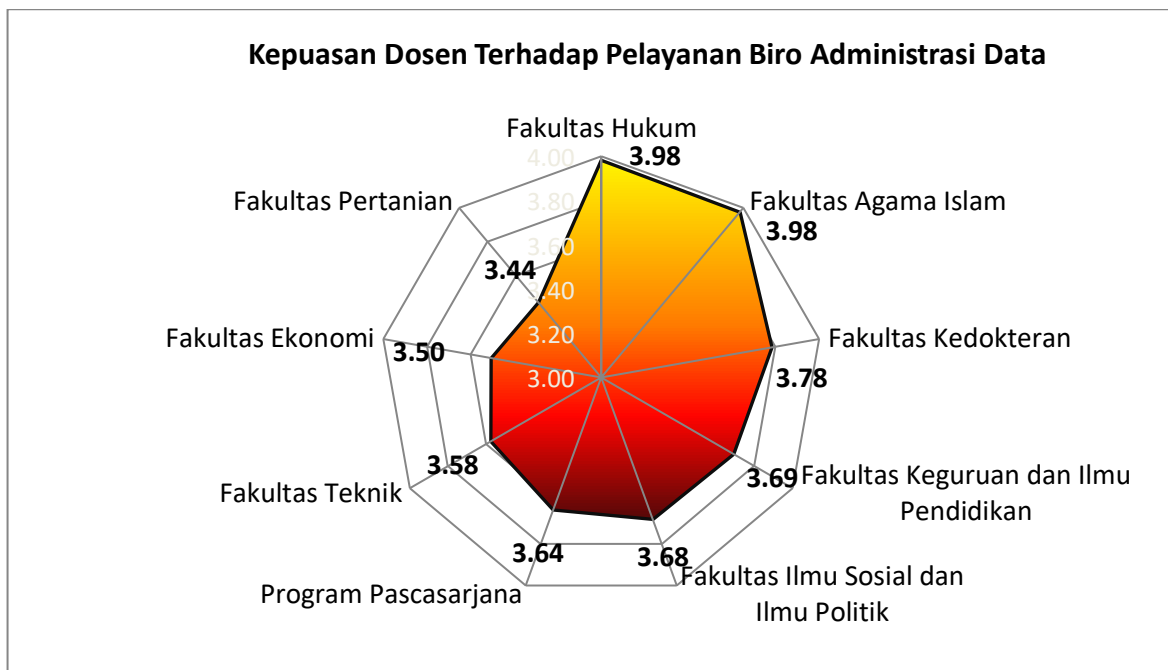 Kepuasan Dosen Terhadap Pelayanan Biro Administrasi Data
Fakultas Hukum
3.98
Fakultas Agama Islam
3.98
Fakultas Kedokteran
3.78
Fakultas Keguruan dan Ilmu
Pendidikan
3.69
Fakultas Ilmu Sosial dan
Ilmu Politik
3.68
Program Pascasarjana
3.64
Fakultas Teknik
3.58
Fakultas Ekonomi
3.50
Fakultas Pertanian
3.44
4.00
3.80
3.60
3.40
3.20
3.00